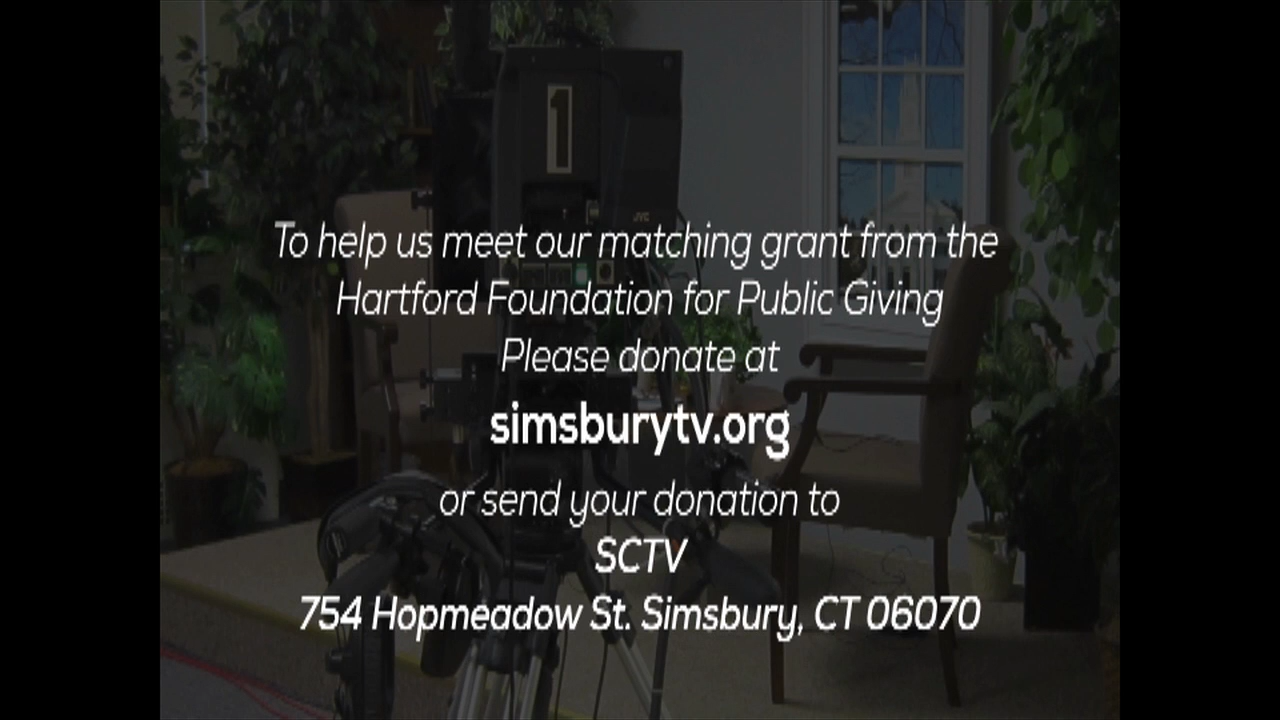 1
JVC
To help us meet our matching grant from the
Hartford Foundation for Public Giving
Please donate at
simsburytv.org
or send your donation to
SCTV
754 Hopmeadow St. Simsbury, CT 06070